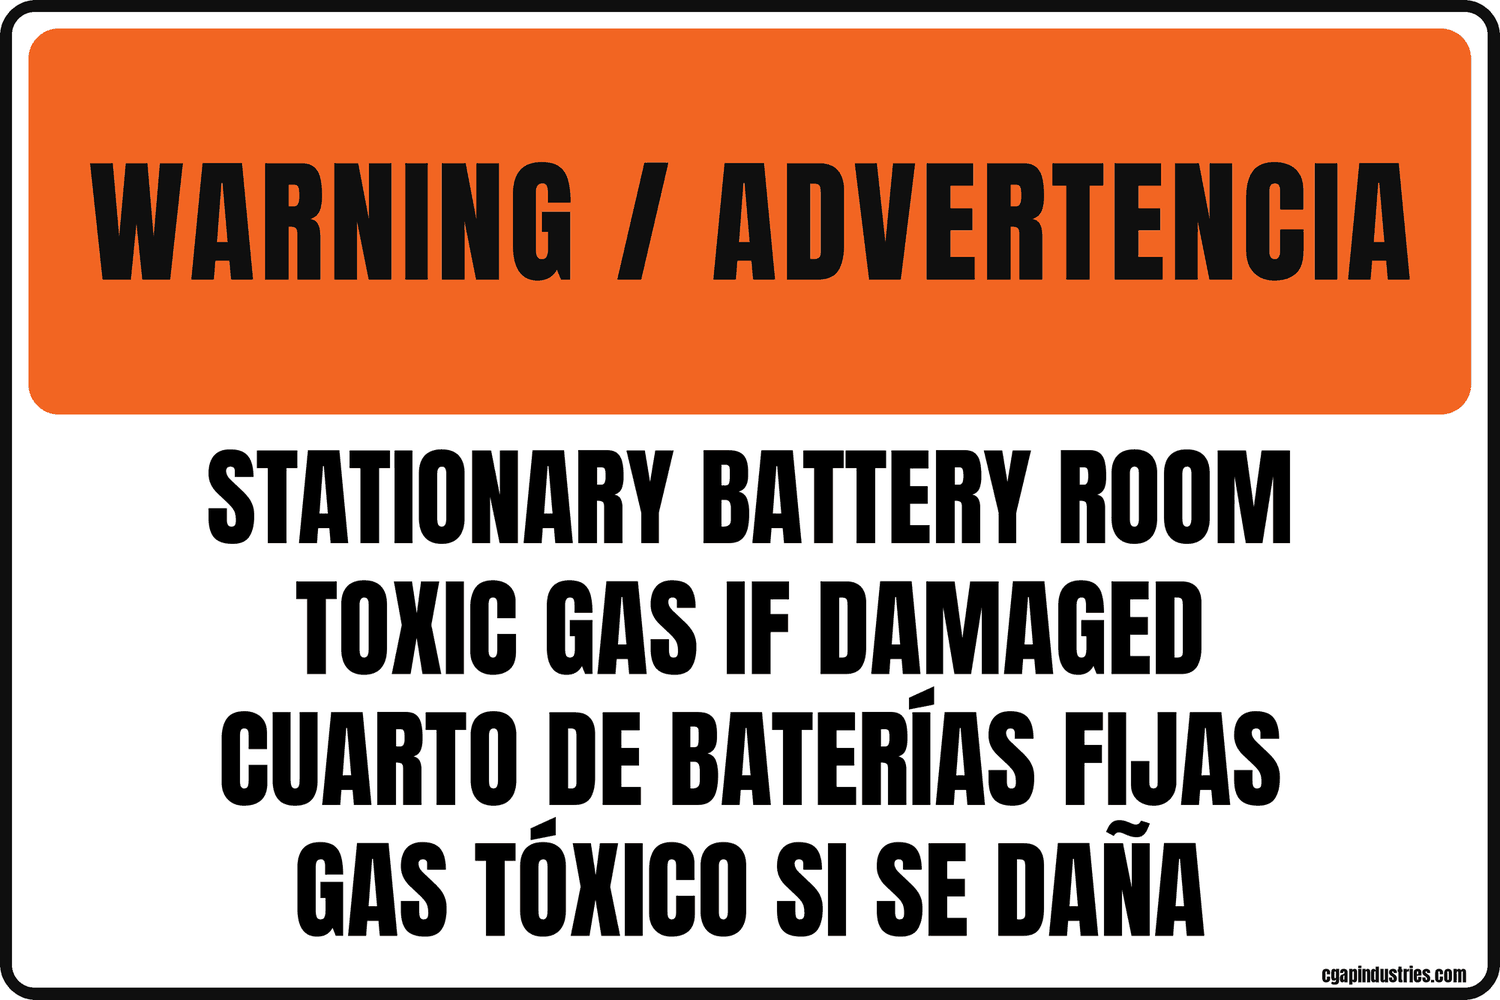 WARNING / ADVERTENCIA
STATIONARY BATTERY ROOM
TOXIC GAS IF DAMAGED
CUARTO DE BATERÍAS FIJAS
GAS TÓXICO SI SE DAÑA
cgapindustries.com